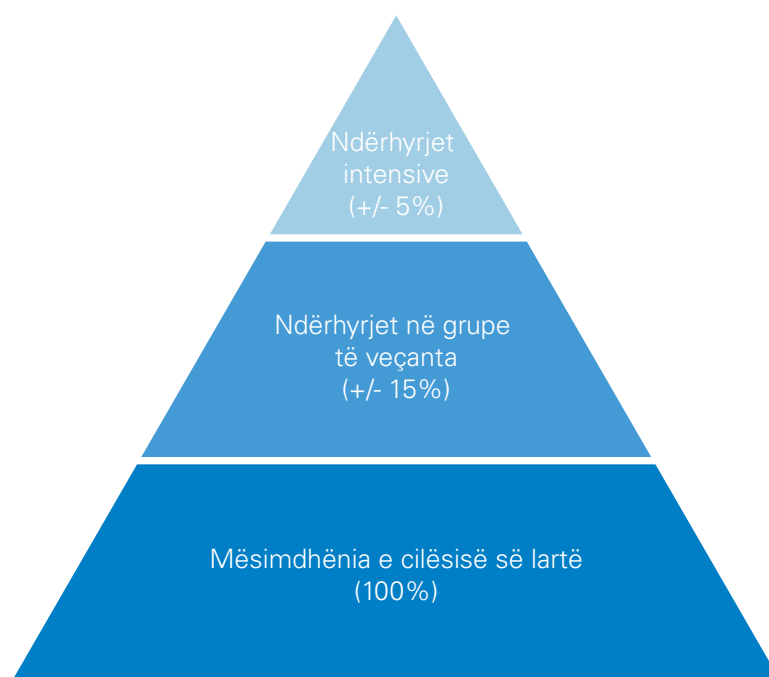 Ndërhyrjet
intensive
(+/- 5%)
Ndërhyrjet në grupe
të veçanta
(+/- 15%)
Mësimdhënia e cilësisë së lartë
(100%)